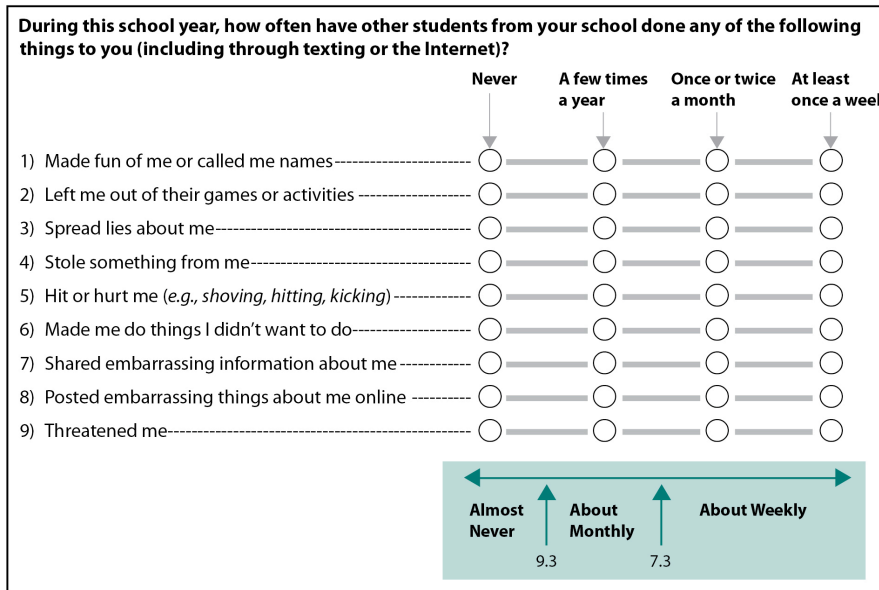 During this school year, how often have other students from your school done any of the following
things to you (including through texting or the Internet)?
Never A few times Once or twice At least
a year a month once a week
1) Made fun of me or called me names
2) Left me out of their games or activities
3) Spread lies about me
4) Stole something from me
5) Hit or hurt me (e.g., shoving, hitting, kicking)
6) Made me do things I didn't want to do
7) Shared embarrassing information about me
8) Posted embarrassing things about me online
9) Threatened me
Almost About About Weekly
Never Monthly
9.3 7.3